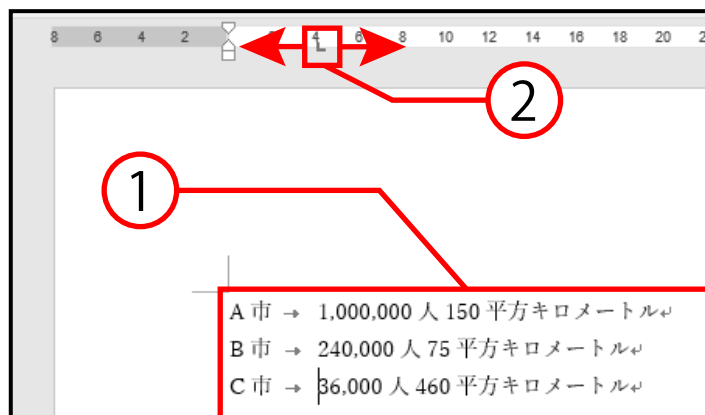 8 6 4 2 2 4 6 8 10 12 14 16 18 20 2
L
2
1
A 市 → 1,000,000 人 150 平方キロメートル↵
B 市 → 240,000 人 75 平方キロメートル↵
C 市 → 36,000 人 460 平方キロメートル↵